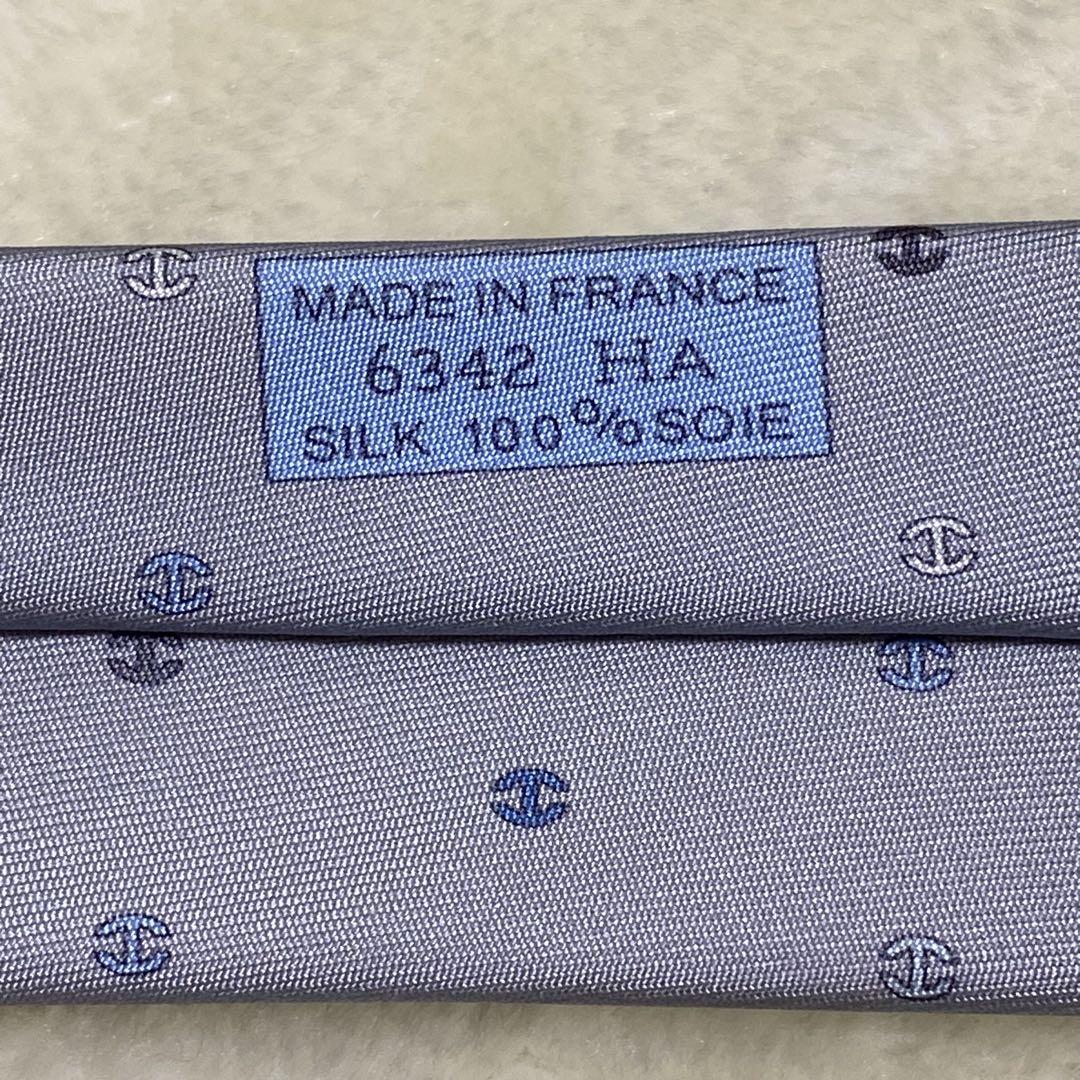 MADE IN FRANCE
6342 HA
SILK 100% SOIE